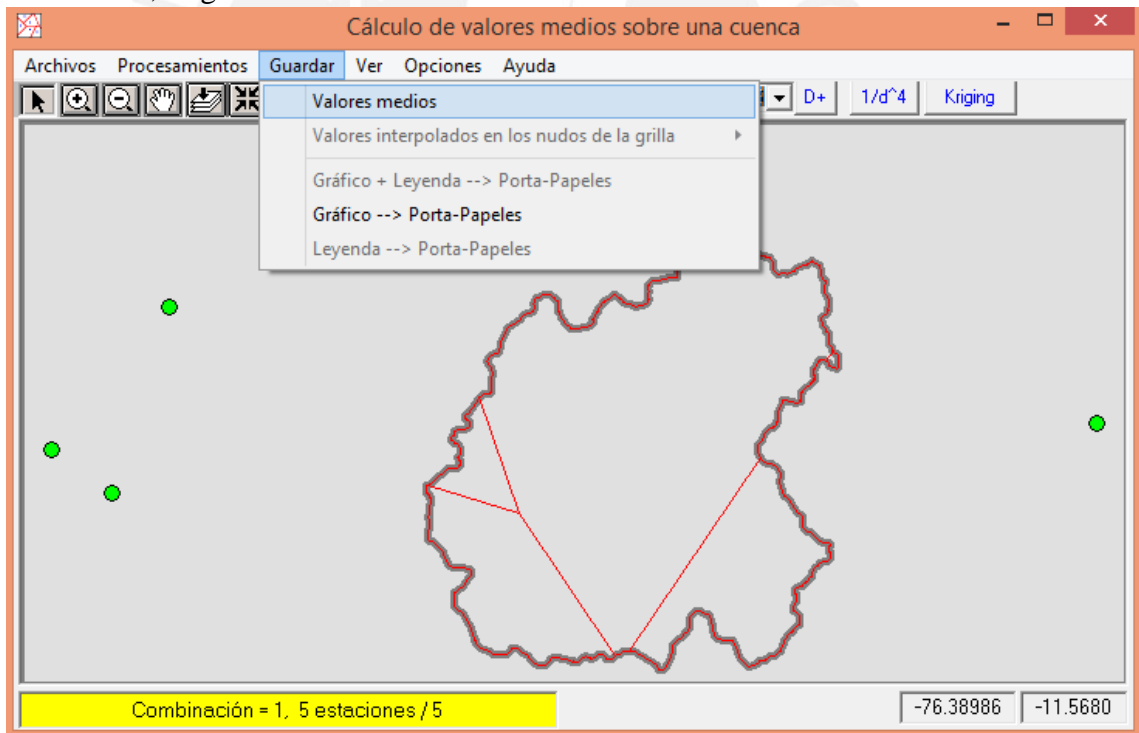 Cálculo de valores medios sobre una cuenca
Archivos Procesamientos Guardar Ver Opciones Ayuda
D+ 1/d^4 Kriging
Valores medios
Valores interpolados en los nudos de la grilla
Gráfico + Leyenda --> Porta-Papeles
Gráfico --> Porta-Papeles
Leyenda --> Porta-Papeles
Combinación = 1, 5 estaciones / 5
-76.38986 -11.5680